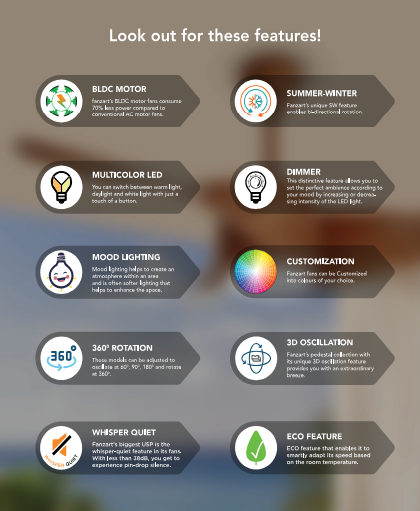 Look out for these features!
BLDC MOTOR
fanzart's BLDC motor fans consume
70% less power compared to
conventional AC motor fans.
SUMMER-WINTER
Fanzart's unique SW feature
enables bi-directional rotation.
MULTICOLOR LED
You can switch between warm light,
daylight and white light with just a
touch of a button.
DIMMER
This distinctive feature allows you to
set the perfect ambience according to
your mood by increasing or decrea-
sing intensity of the LED light.
MOOD LIGHTING
Mood lighting helps to create an
atmosphere within an area
and is often softer lighting that
helps to enhance the space.
CUSTOMIZATION
Fanzart fans can be Customized
into colours of your choice.
360°
360° ROTATION
These models can be adjusted to
oscillate at 60°, 90°, 180° and rotate
at 360°.
3D OSCILLATION
Fanzart's pedestal collection with
its unique 3D oscillation feature
provides you with an extraordinary
breeze.
WHISPER QUIET
WHISPER QUIET
Fanzart's biggest USP is the
whisper-quiet feature in its fans.
With less than 38dB, you get to
experience pin-drop silence.
ECO FEATURE
ECO feature that enables it to
smartly adapt its speed based
on the room temperature.